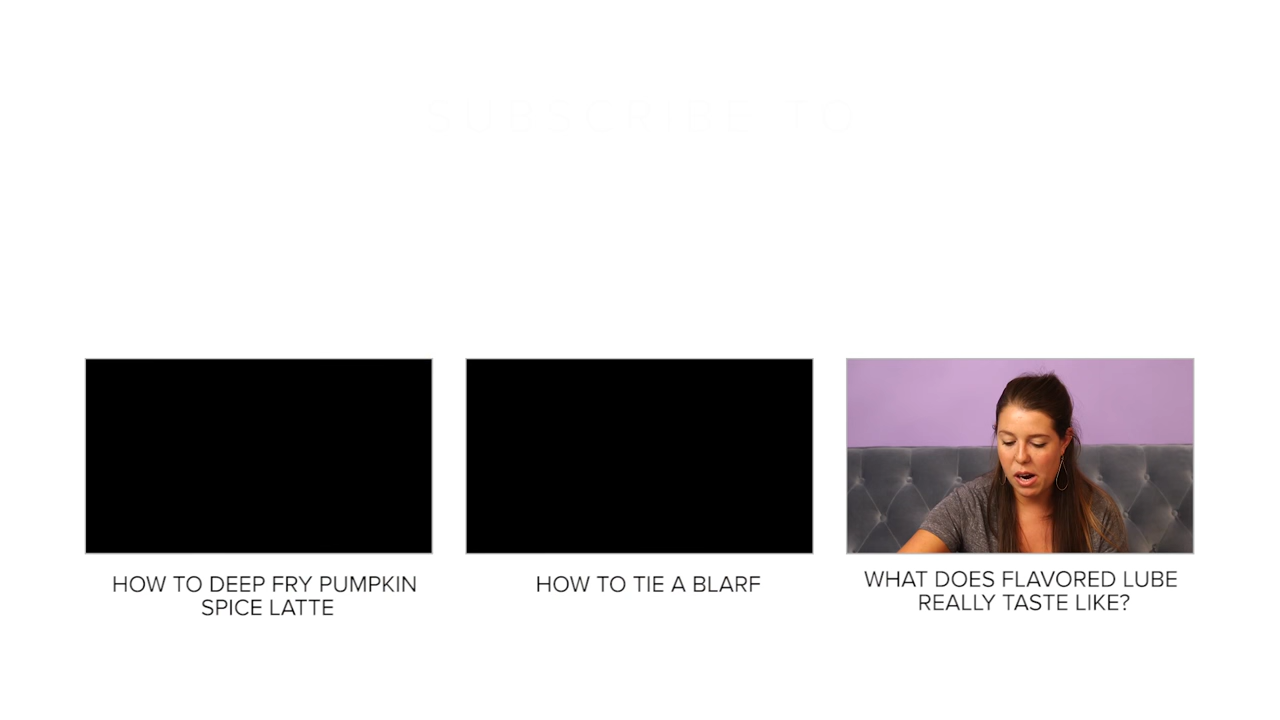 SUBSCRIBE TO
HOW TO DEEP FRY PUMPKIN
SPICE LATTE
HOW TO TIE A BLARF
WHAT DOES FLAVORED LUBE
REALLY TASTE LIKE?